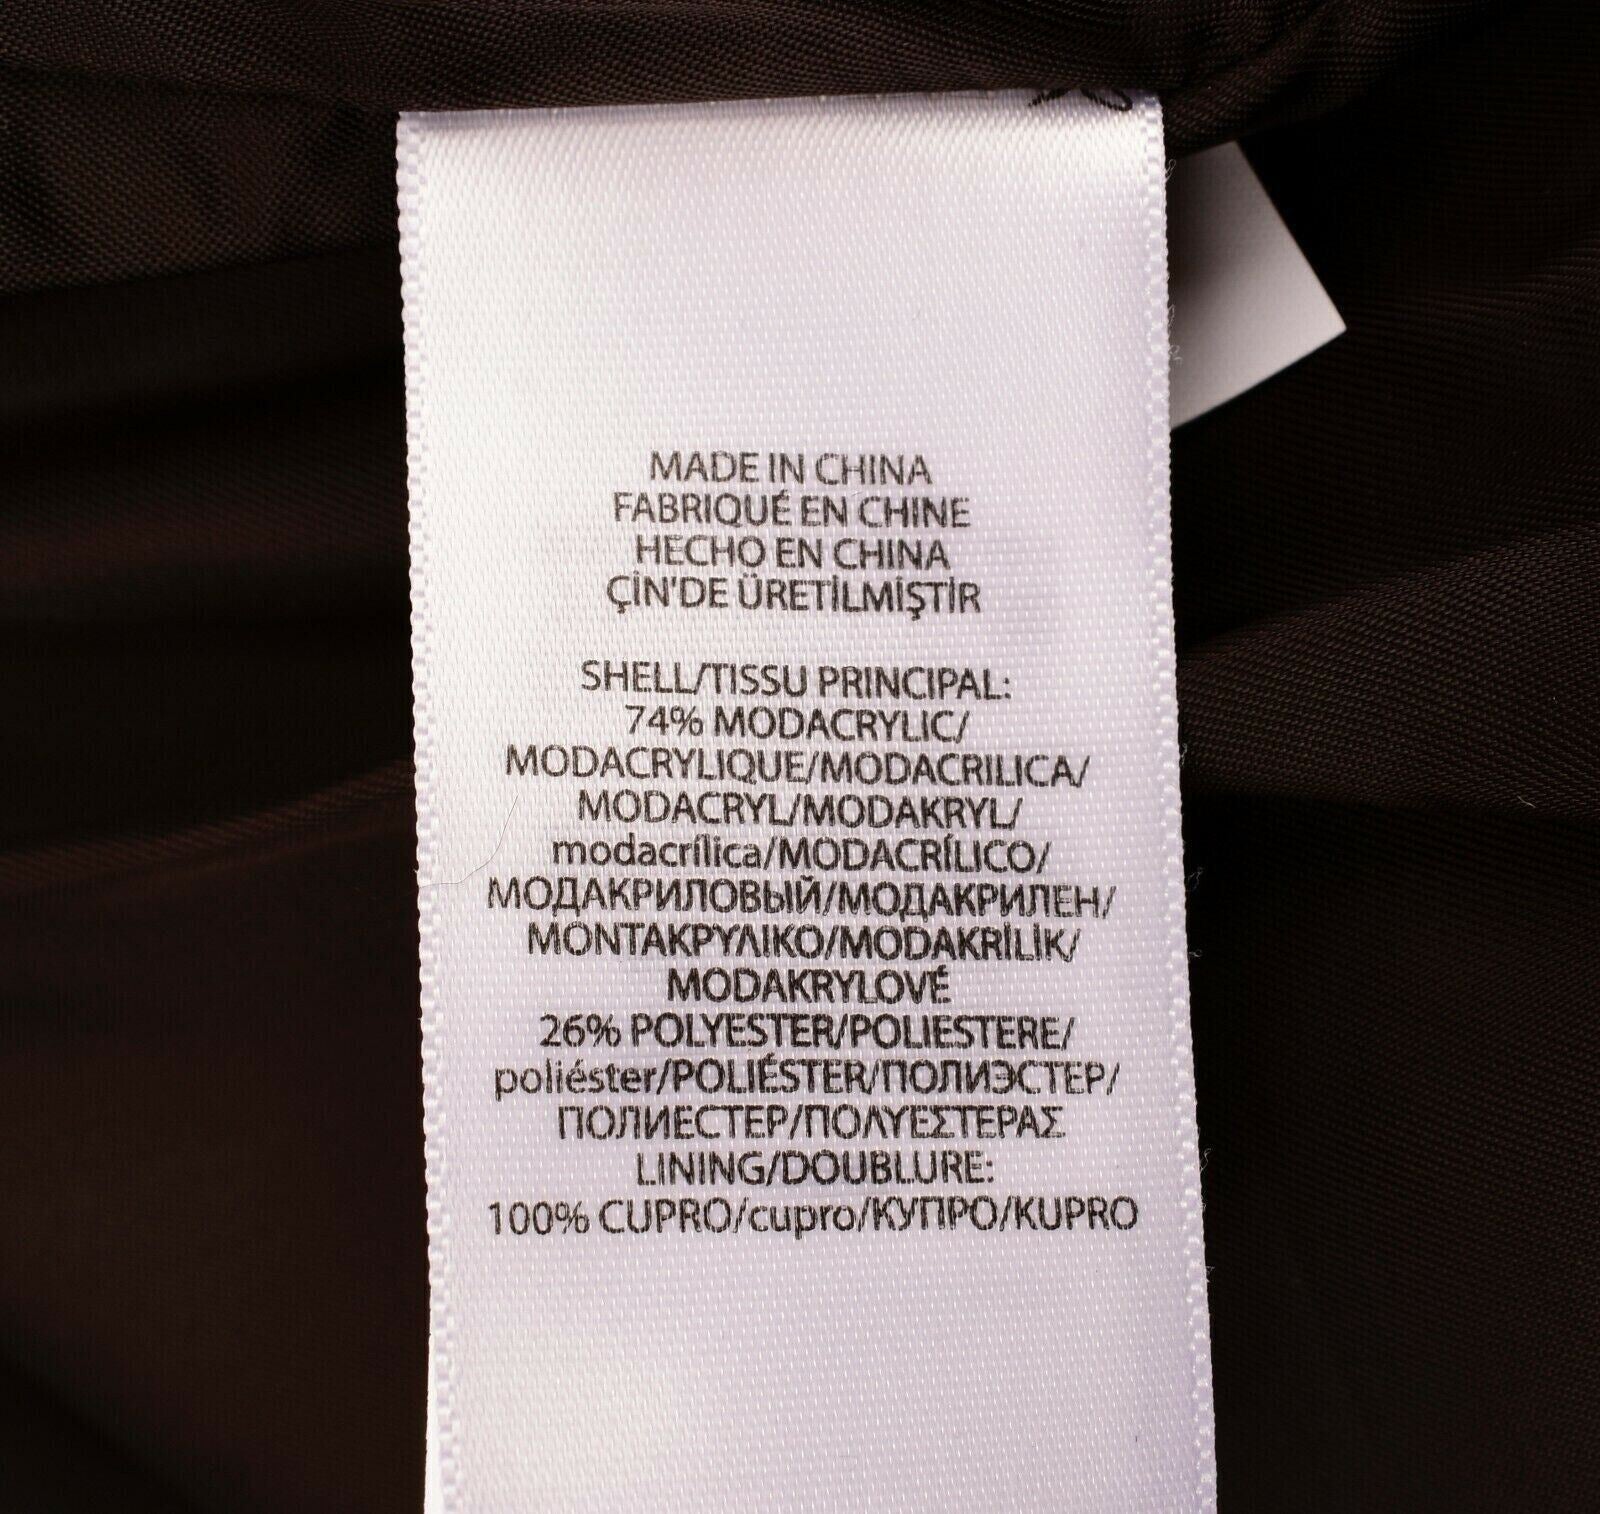 MADE IN CHINA
FABRIQUÉ EN CHINE
HECHO EN CHINA
ÇİN'DE ÜRETİLMİŞTİR
SHELL/TISSU PRINCIPAL:
74% MODACRYLIC/
MODACRYLIQUE/MODACRILICA/
MODACRYL/MODAKRYL/
modacrílica/MODACRÍLICO/
МОДАКРИЛОВЫЙ/МОДАКРИЛЕН/
ΜΟΝΤΑΚΡΥΛΙΚΟ/MODAKRİLİK/
MODAKRYLOVÉ
26% POLYESTER/POLIESTERE/
poliéster/POLIÉSTER/ПОЛИЭСТЕР/
ПОЛИЕСТЕР/ΠΟΛΥΕΣΤΕΡΑΣ
LINING/DOUBLURE:
100% CUPRO/cupro/КУПРО/KUPRO